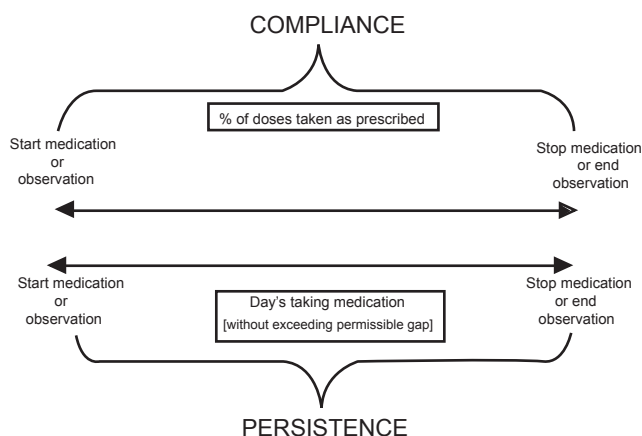 COMPLIANCE
% of doses taken as prescribed
Start medication
or
observation
Stop medication
or end
observation
Start medication
or
observation
Day's taking medication
[without exceeding permissible gap]
Stop medication
or end
observation
PERSISTENCE